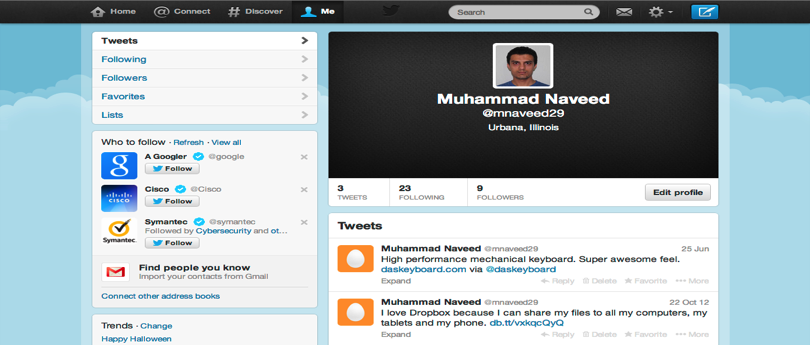 Home
Connect
Discover
Me
Search
Tweets
Following
Followers
Favorites
Lists
Who to follow · Refresh · View all
A Googler @google
Follow
Cisco @Cisco
CISCO
Follow
Symantec @symantec
Followed by Cybersecurity and ot...
Symantec.
Follow
Find people you know
Import your contacts from Gmail
Connect other address books
Trends · Change
Happy Halloween
Muhammad Naveed
@mnaveed29
Urbana, Illinois
3 TWEETS
23 FOLLOWING
9 FOLLOWERS
Edit profile
Tweets
Muhammad Naveed @mnaveed29 25 Jun
High performance mechanical keyboard. Super awesome feel.
daskeyboard.com via @daskeyboard
Expand Reply Delete Favorite More
Muhammad Naveed @mnaveed29 22 Oct 12
I love Dropbox because I can share my files to all my computers, my
tablets and my phone. db.tt/vxkqcQyQ
Expand Reply Delete Favorite More